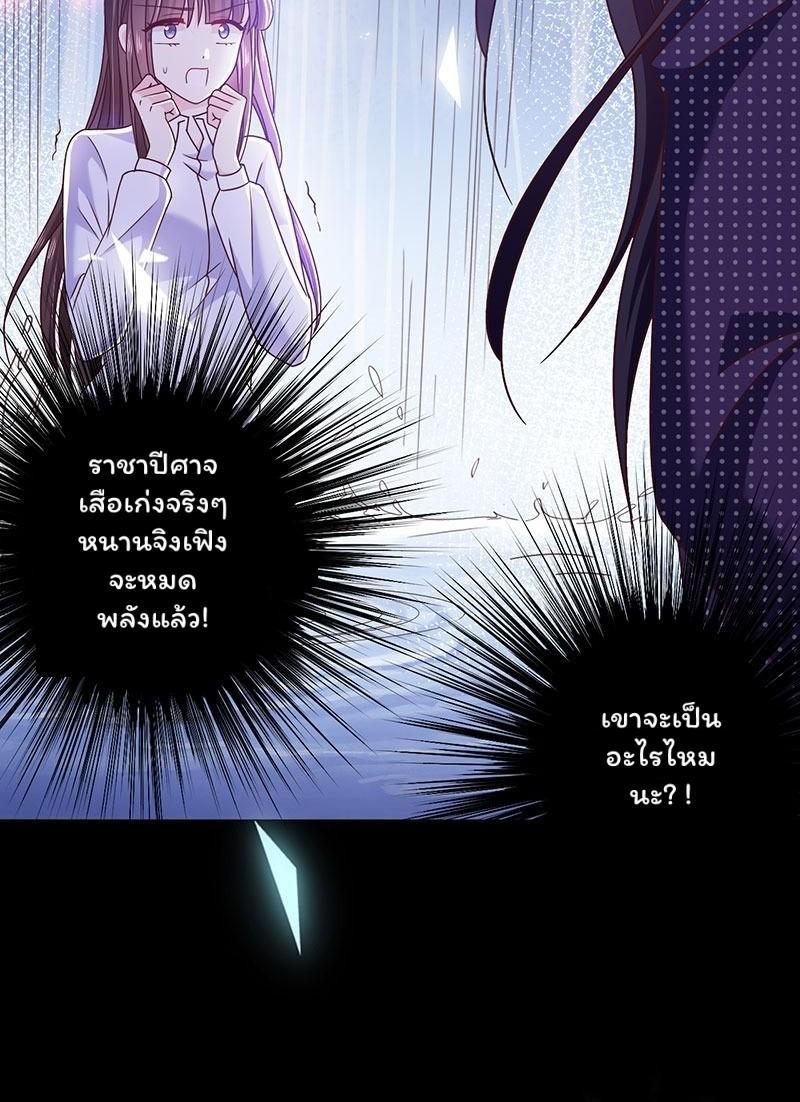 ราชาปีศาจ
เสือเก่งจริงๆ
หนานจิงเฟิง
จะหมด
พลังแล้ว!
เขาจะเป็น
อะไรไหม
นะ?!